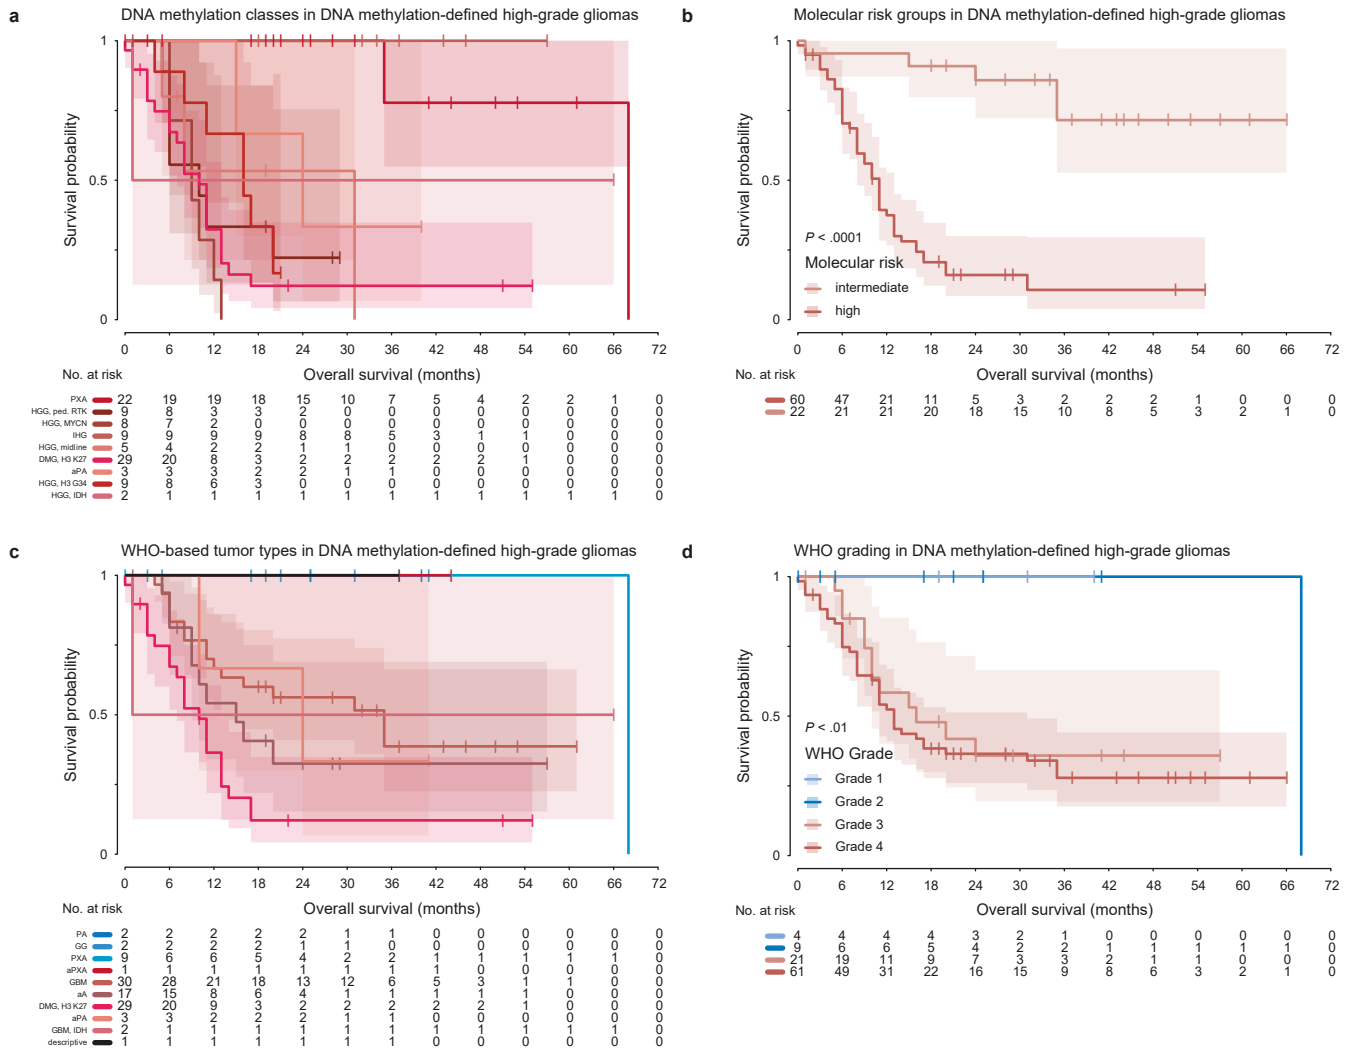 a
DNA methylation classes in DNA methylation-defined high-grade gliomas
1
0.5
0
Survival probability
0 6 12 18 24 30 36 42 48 54 60 66 72
No. at risk
Overall survival (months)
PXA 22 19 19 18 15 10 7 5 4 2 2 1 0
HGG, ped. RTK 9 8 3 3 2 0 0 0 0 0 0 0 0
HGG, MYCN 8 7 2 0 0 0 0 0 0 0 0 0 0
IHG 9 9 9 9 8 8 5 3 1 1 0 0 0
HGG, midline 5 4 2 2 1 1 0 0 0 0 0 0 0
DMG, H3 K27 29 20 8 3 2 2 2 2 2 1 0 0 0
aPA 3 3 3 2 2 1 1 0 0 0 0 0 0
HGG, H3 G34 9 8 6 3 0 0 0 0 0 0 0 0 0
HGG, IDH 2 1 1 1 1 1 1 1 1 1 1 1 0
b
Molecular risk groups in DNA methylation-defined high-grade gliomas
1
0.5
0
Survival probability
P < .0001
Molecular risk
intermediate
high
0 6 12 18 24 30 36 42 48 54 60 66 72
No. at risk
Overall survival (months)
60 47 21 11 5 3 2 2 2 1 0 0 0
22 21 21 20 18 15 10 8 5 3 2 1 0
c
WHO-based tumor types in DNA methylation-defined high-grade gliomas
1
0.5
0
Survival probability
0 6 12 18 24 30 36 42 48 54 60 66 72
No. at risk
Overall survival (months)
PA 2 2 2 2 2 1 1 0 0 0 0 0 0
GG 2 2 2 2 1 1 0 0 0 0 0 0 0
PXA 9 6 6 5 4 2 2 1 1 1 1 1 0
aPXA 1 1 1 1 1 1 1 1 0 0 0 0 0
GBM 30 28 21 18 13 12 6 5 3 1 1 0 0
aA 17 15 8 6 4 1 1 1 1 1 0 0 0
DMG, H3 K27 29 20 9 3 2 2 2 2 2 1 0 0 0
aPA 3 3 2 2 2 1 1 0 0 0 0 0 0
GBM, IDH 2 1 1 1 1 1 1 1 1 1 1 1 0
descriptive 1 1 1 1 1 1 1 0 0 0 0 0 0
d
WHO grading in DNA methylation-defined high-grade gliomas
1
0.5
0
Survival probability
P < .01
WHO Grade
Grade 1
Grade 2
Grade 3
Grade 4
0 6 12 18 24 30 36 42 48 54 60 66 72
No. at risk
Overall survival (months)
4 4 4 4 3 2 1 0 0 0 0 0 0
9 6 6 5 4 2 2 1 1 1 1 1 0
21 19 11 9 7 3 3 2 1 1 0 0 0
61 49 31 22 16 15 9 8 6 3 2 1 0